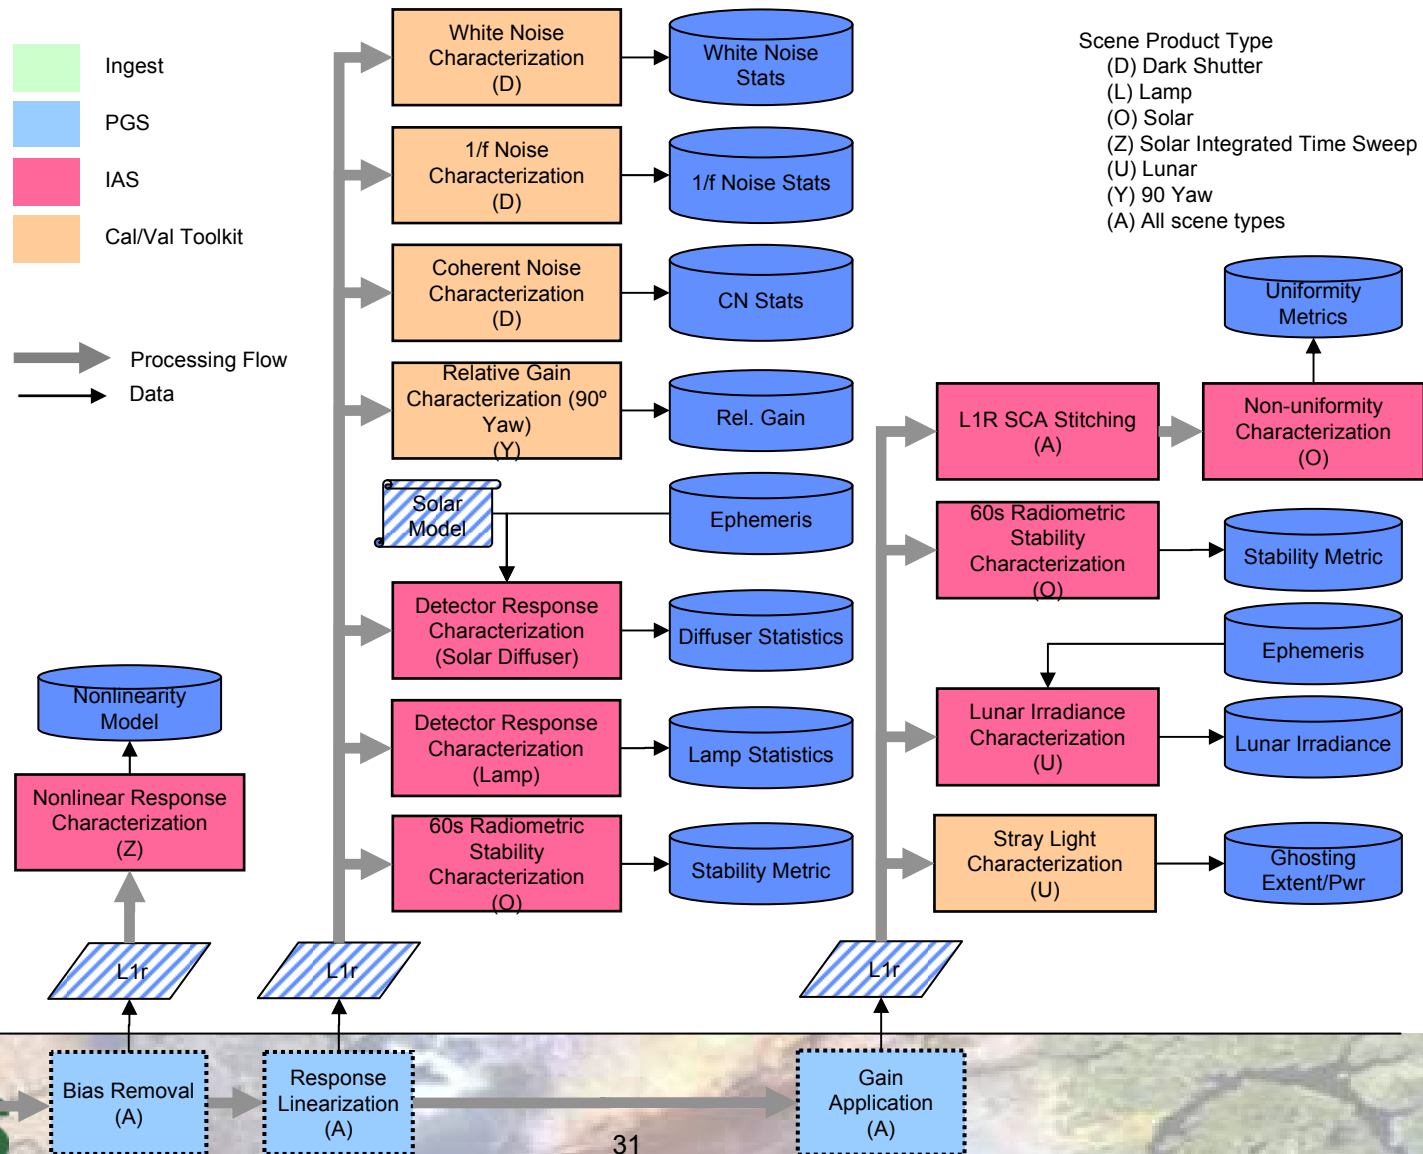 Ingest
PGS
IAS
Cal/Val Toolkit
Processing Flow
Data
White Noise
Characterization
(D)
White Noise
Stats
1/f Noise
Characterization
(D)
1/f Noise Stats
Coherent Noise
Characterization
(D)
CN Stats
Relative Gain
Characterization (90º
Yaw)
(Y)
Rel. Gain
Solar
Model
Ephemeris
Detector Response
Characterization
(Solar Diffuser)
Diffuser Statistics
Detector Response
Characterization
(Lamp)
Lamp Statistics
60s Radiometric
Stability
Characterization
(O)
Stability Metric
Scene Product Type
(D) Dark Shutter
(L) Lamp
(O) Solar
(Z) Solar Integrated Time Sweep
(U) Lunar
(Y) 90 Yaw
(A) All scene types
Uniformity
Metrics
L1R SCA Stitching
(A)
Non-uniformity
Characterization
(O)
60s Radiometric
Stability
Characterization
(O)
Stability Metric
Ephemeris
Lunar Irradiance
Characterization
(U)
Lunar Irradiance
Stray Light
Characterization
(U)
Ghosting
Extent/Pwr
Nonlinearity
Model
Nonlinear Response
Characterization
(Z)
L1r
L1r
L1r
Bias Removal
(A)
Response
Linearization
(A)
Gain
Application
(A)
31